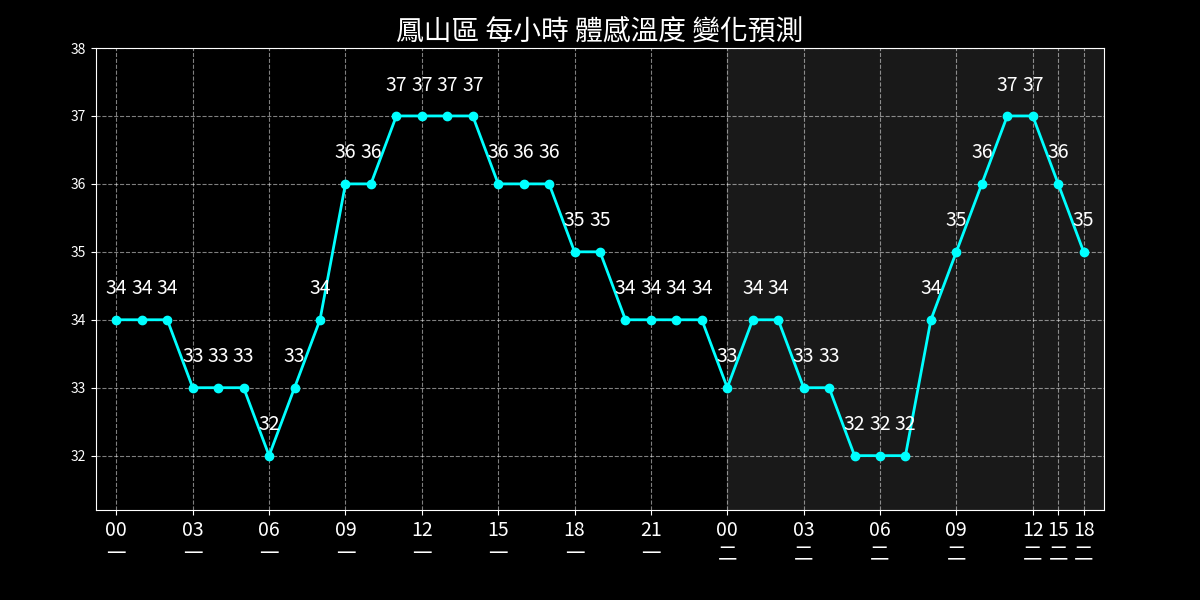 鳳山區 每小時 體感溫度 變化預測
38
37 37 37 37 37 37
37
36 36 36 36 36 36 36
36
35 35 35 35
35
34 34 34 34 34 34 34 34 34 34 34
34
33 33 33 33 33 33 33
33
32 32 32 32
32
00 03 06 09 12 15 18 21 00 03 06 09 12 15 18
一 一 一 一 一 一 一 一 二 二 二 二 二 二 二